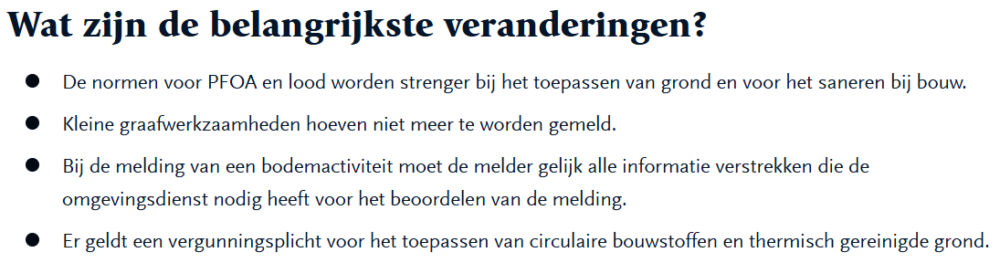 Wat zijn de belangrijkste veranderingen?
● De normen voor PFOA en lood worden strenger bij het toepassen van grond en voor het saneren bij bouw.
● Kleine graafwerkzaamheden hoeven niet meer te worden gemeld.
● Bij de melding van een bodemactiviteit moet de melder gelijk alle informatie verstrekken die de
omgevingsdienst nodig heeft voor het beoordelen van de melding.
● Er geldt een vergunningsplicht voor het toepassen van circulaire bouwstoffen en thermisch gereinigde grond.